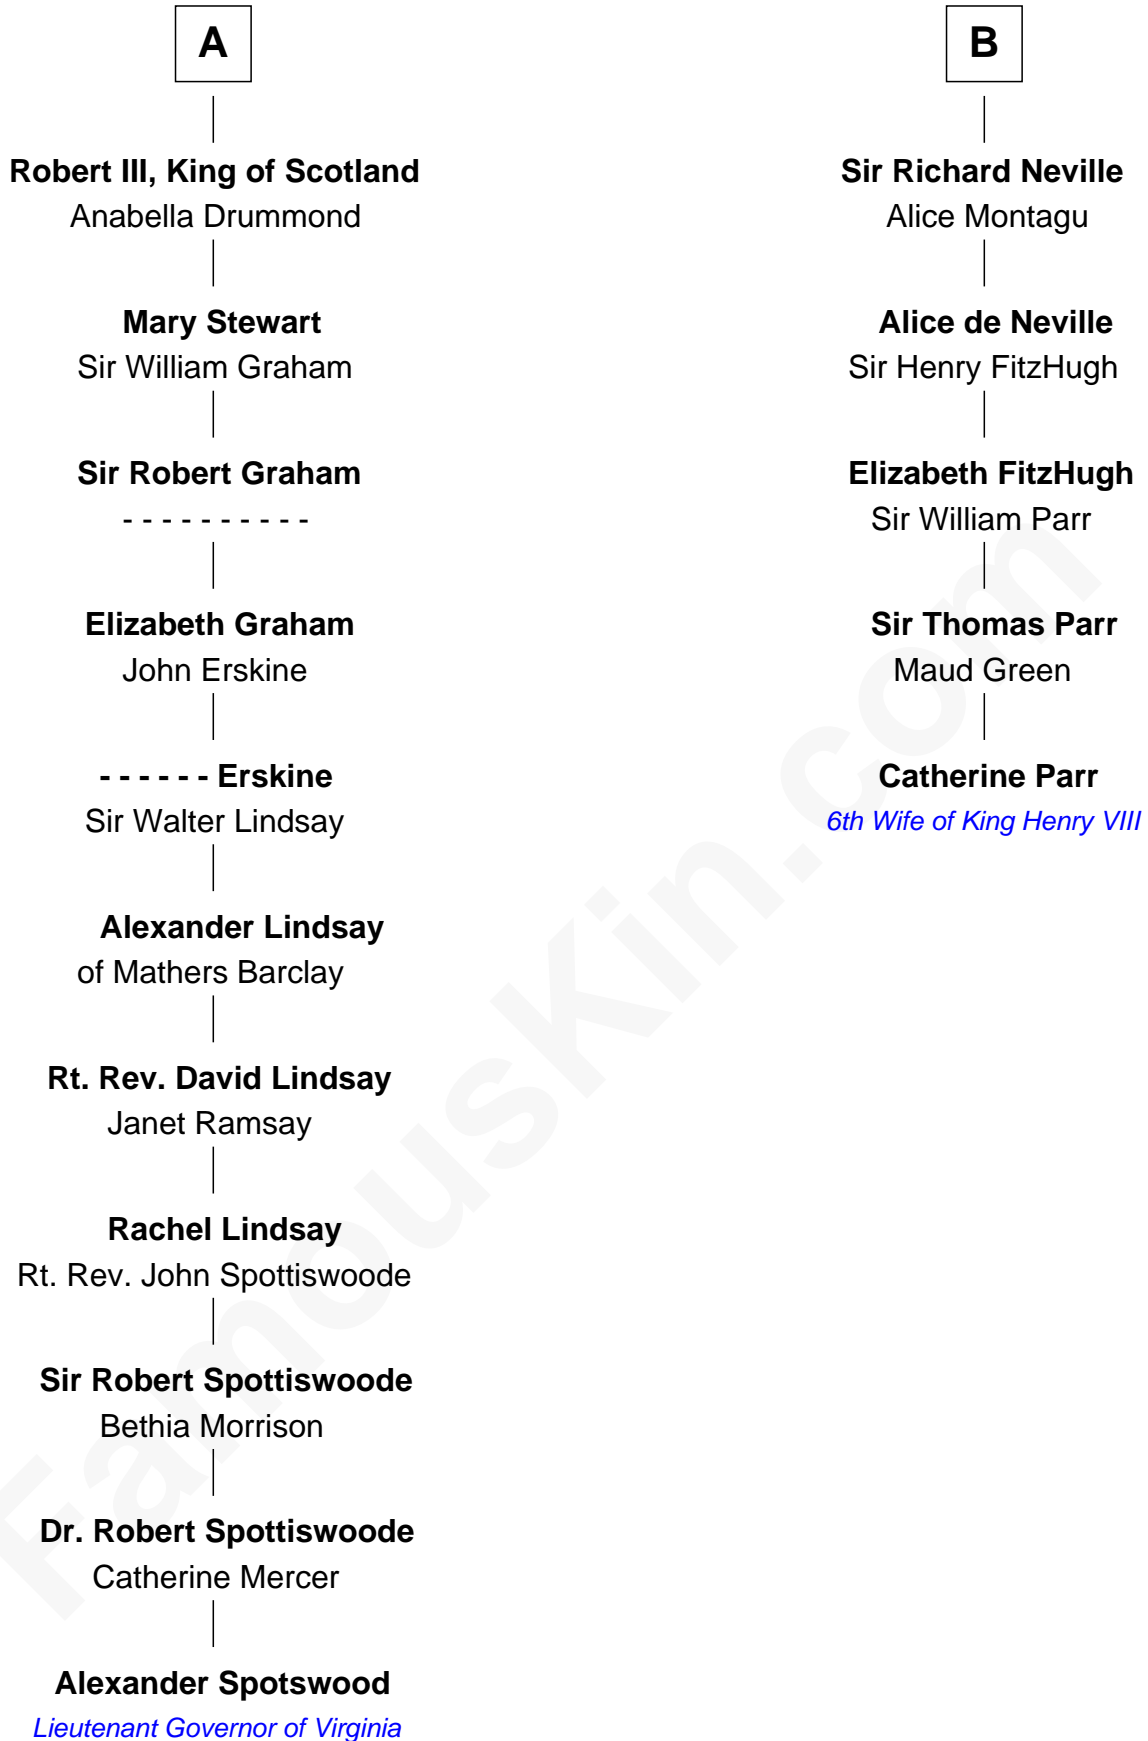 A
Robert III, King of Scotland
Anabella Drummond
Mary Stewart
Sir William Graham
Sir Robert Graham
- - - - - - - - - -
Elizabeth Graham
John Erskine
- - - - - - Erskine
Sir Walter Lindsay
Alexander Lindsay
of Mathers Barclay
Rt. Rev. David Lindsay
Janet Ramsay
Rachel Lindsay
Rt. Rev. John Spottiswoode
Sir Robert Spottiswoode
Bethia Morrison
Dr. Robert Spottiswoode
Catherine Mercer
Alexander Spotswood
Lieutenant Governor of Virginia
B
Sir Richard Neville
Alice Montagu
Alice de Neville
Sir Henry FitzHugh
Elizabeth FitzHugh
Sir William Parr
Sir Thomas Parr
Maud Green
Catherine Parr
6th Wife of King Henry VIII
FamousKin.com